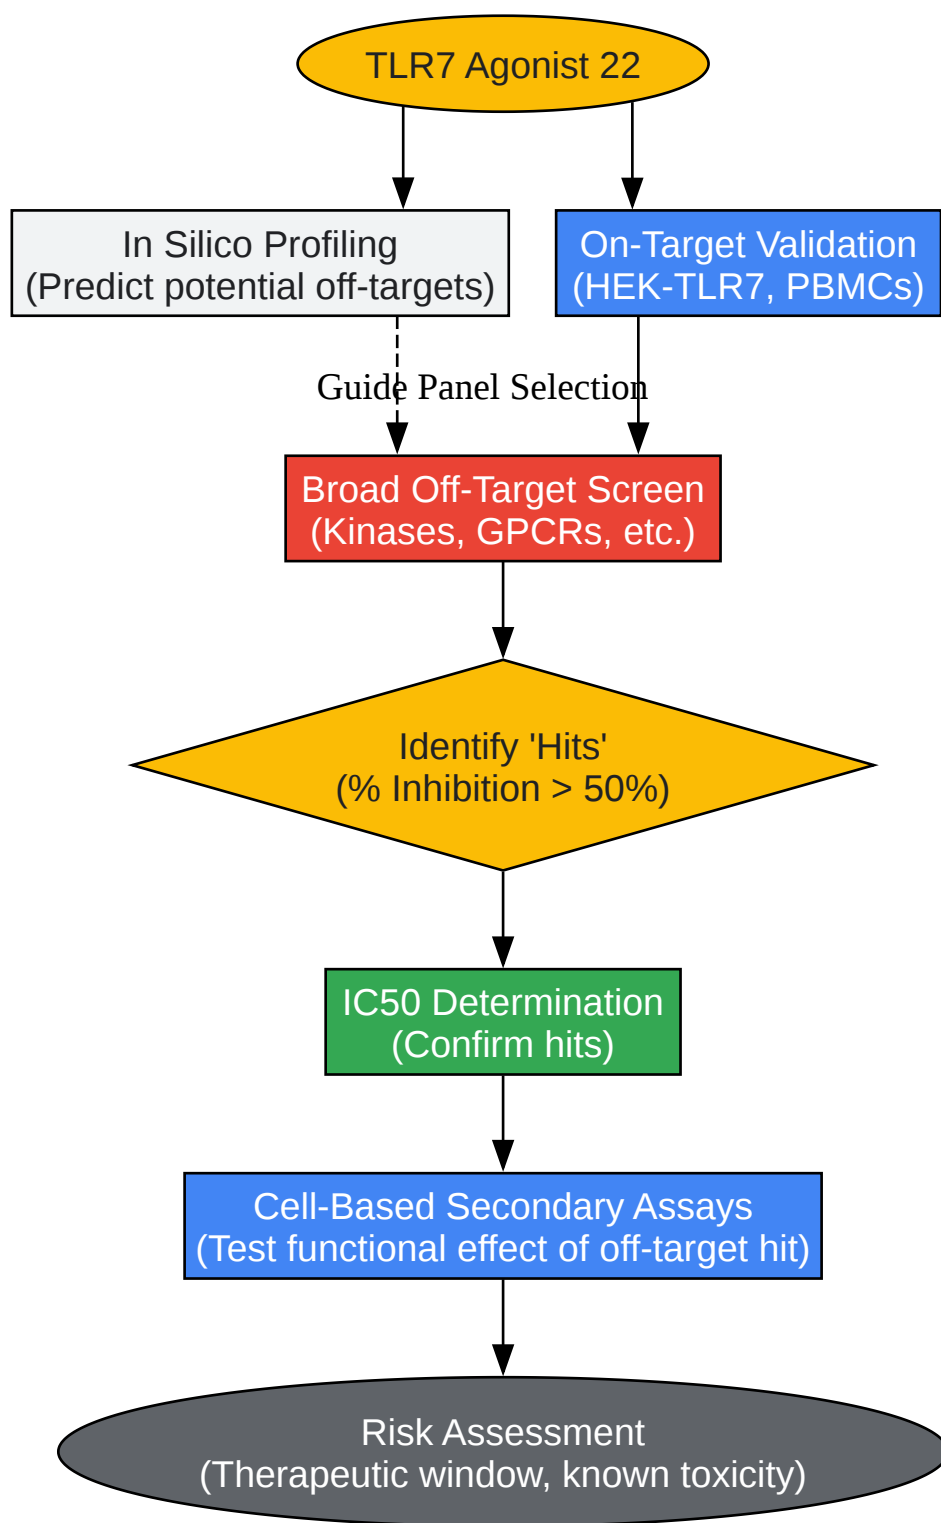 TLR7 Agonist 22
In Silico Profiling
(Predict potential off-targets)
On-Target Validation
(HEK-TLR7, PBMCs)
Guide Panel Selection
Broad Off-Target Screen
(Kinases, GPCRs, etc.)
Identify 'Hits'
(% Inhibition > 50%)
IC50 Determination
(Confirm hits)
Cell-Based Secondary Assays
(Test functional effect of off-target hit)
Risk Assessment
(Therapeutic window, known toxicity)